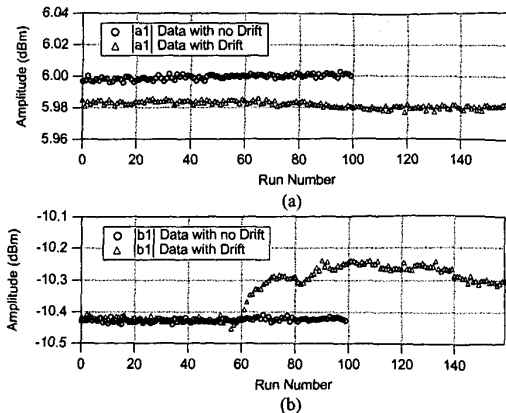 (a)
6.04
6.02
6.00
5.98
5.96
Amplitude (dBm)
|a1| Data with no Drift
|a1| Data with Drift
0 20 40 60 80 100 120 140
Run Number
(a)
-10.1
-10.2
-10.3
-10.4
-10.5
Amplitude (dBm)
|b1| Data with no Drift
|b1| Data with Drift
0 20 40 60 80 100 120 140
Run Number
(b)